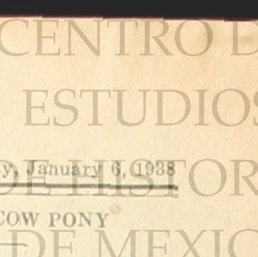 CENTRO D
ESTUDIOS
y, January 6, 1938
DE HISTOR
COW PONY
DE MEXIC